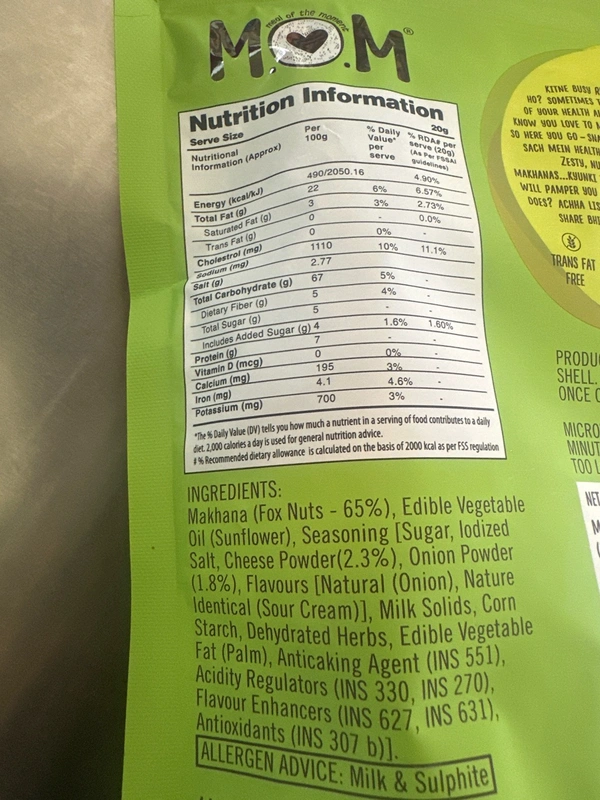 meal of the moment
M.O.M®
Nutrition Information
Serve Size 20g
Nutritional Information (Approx) Per 100g % Daily Value* per serve % RDA# per serve (20g) (As Per FSSAI guidelines)
Energy (kcal/kJ) 490/2050.16 4.90%
Total Fat (g) 22 6% 6.57%
Saturated Fat (g) 3 3% 2.73%
Trans Fat (g) 0 - 0.0%
Cholestrol (mg) 0 0% -
Sodium (mg) 1110 10% 11.1%
Salt (g) 2.77
Total Carbohydrate (g) 67 5% -
Dietary Fiber (g) 5 4% -
Total Sugar (g) 5 - -
Includes Added Sugar (g) 4 1.6% 1.60%
Protein (g) 7 - -
Vitamin D (mcg) 0 0% -
Calcium (mg) 195 3% -
Iron (mg) 4.1 4.6% -
Potassium (mg) 700 3% -
*The % Daily Value (DV) tells you how much a nutrient in a serving of food contributes to a daily
diet. 2,000 calories a day is used for general nutrition advice.
# % Recommended dietary allowance is calculated on the basis of 2000 kcal as per FSS regulation
INGREDIENTS:
Makhana (Fox Nuts - 65%), Edible Vegetable
Oil (Sunflower), Seasoning [Sugar, Iodized
Salt, Cheese Powder(2.3%), Onion Powder
(1.8%), Flavours [Natural (Onion), Nature
Identical (Sour Cream)], Milk Solids, Corn
Starch, Dehydrated Herbs, Edible Vegetable
Fat (Palm), Anticaking Agent (INS 551),
Acidity Regulators (INS 330, INS 270),
Flavour Enhancers (INS 627, INS 631),
Antioxidants (INS 307 b)].
ALLERGEN ADVICE: Milk & Sulphite
KITNE BUSY
HO? SOMETIMES
OF YOUR HEALTH
KNOW YOU LOVE TO
SO HERE YOU GO -
SACH MEIN HEALTH
ZESTY,
MAKHANAS...KYUNKI
WILL PAMPER YOU
DOES? ACHHA
SHARE
TRANS FAT
FREE
SHELL.
ONCE
MICRO
MINUT
TOO
NET